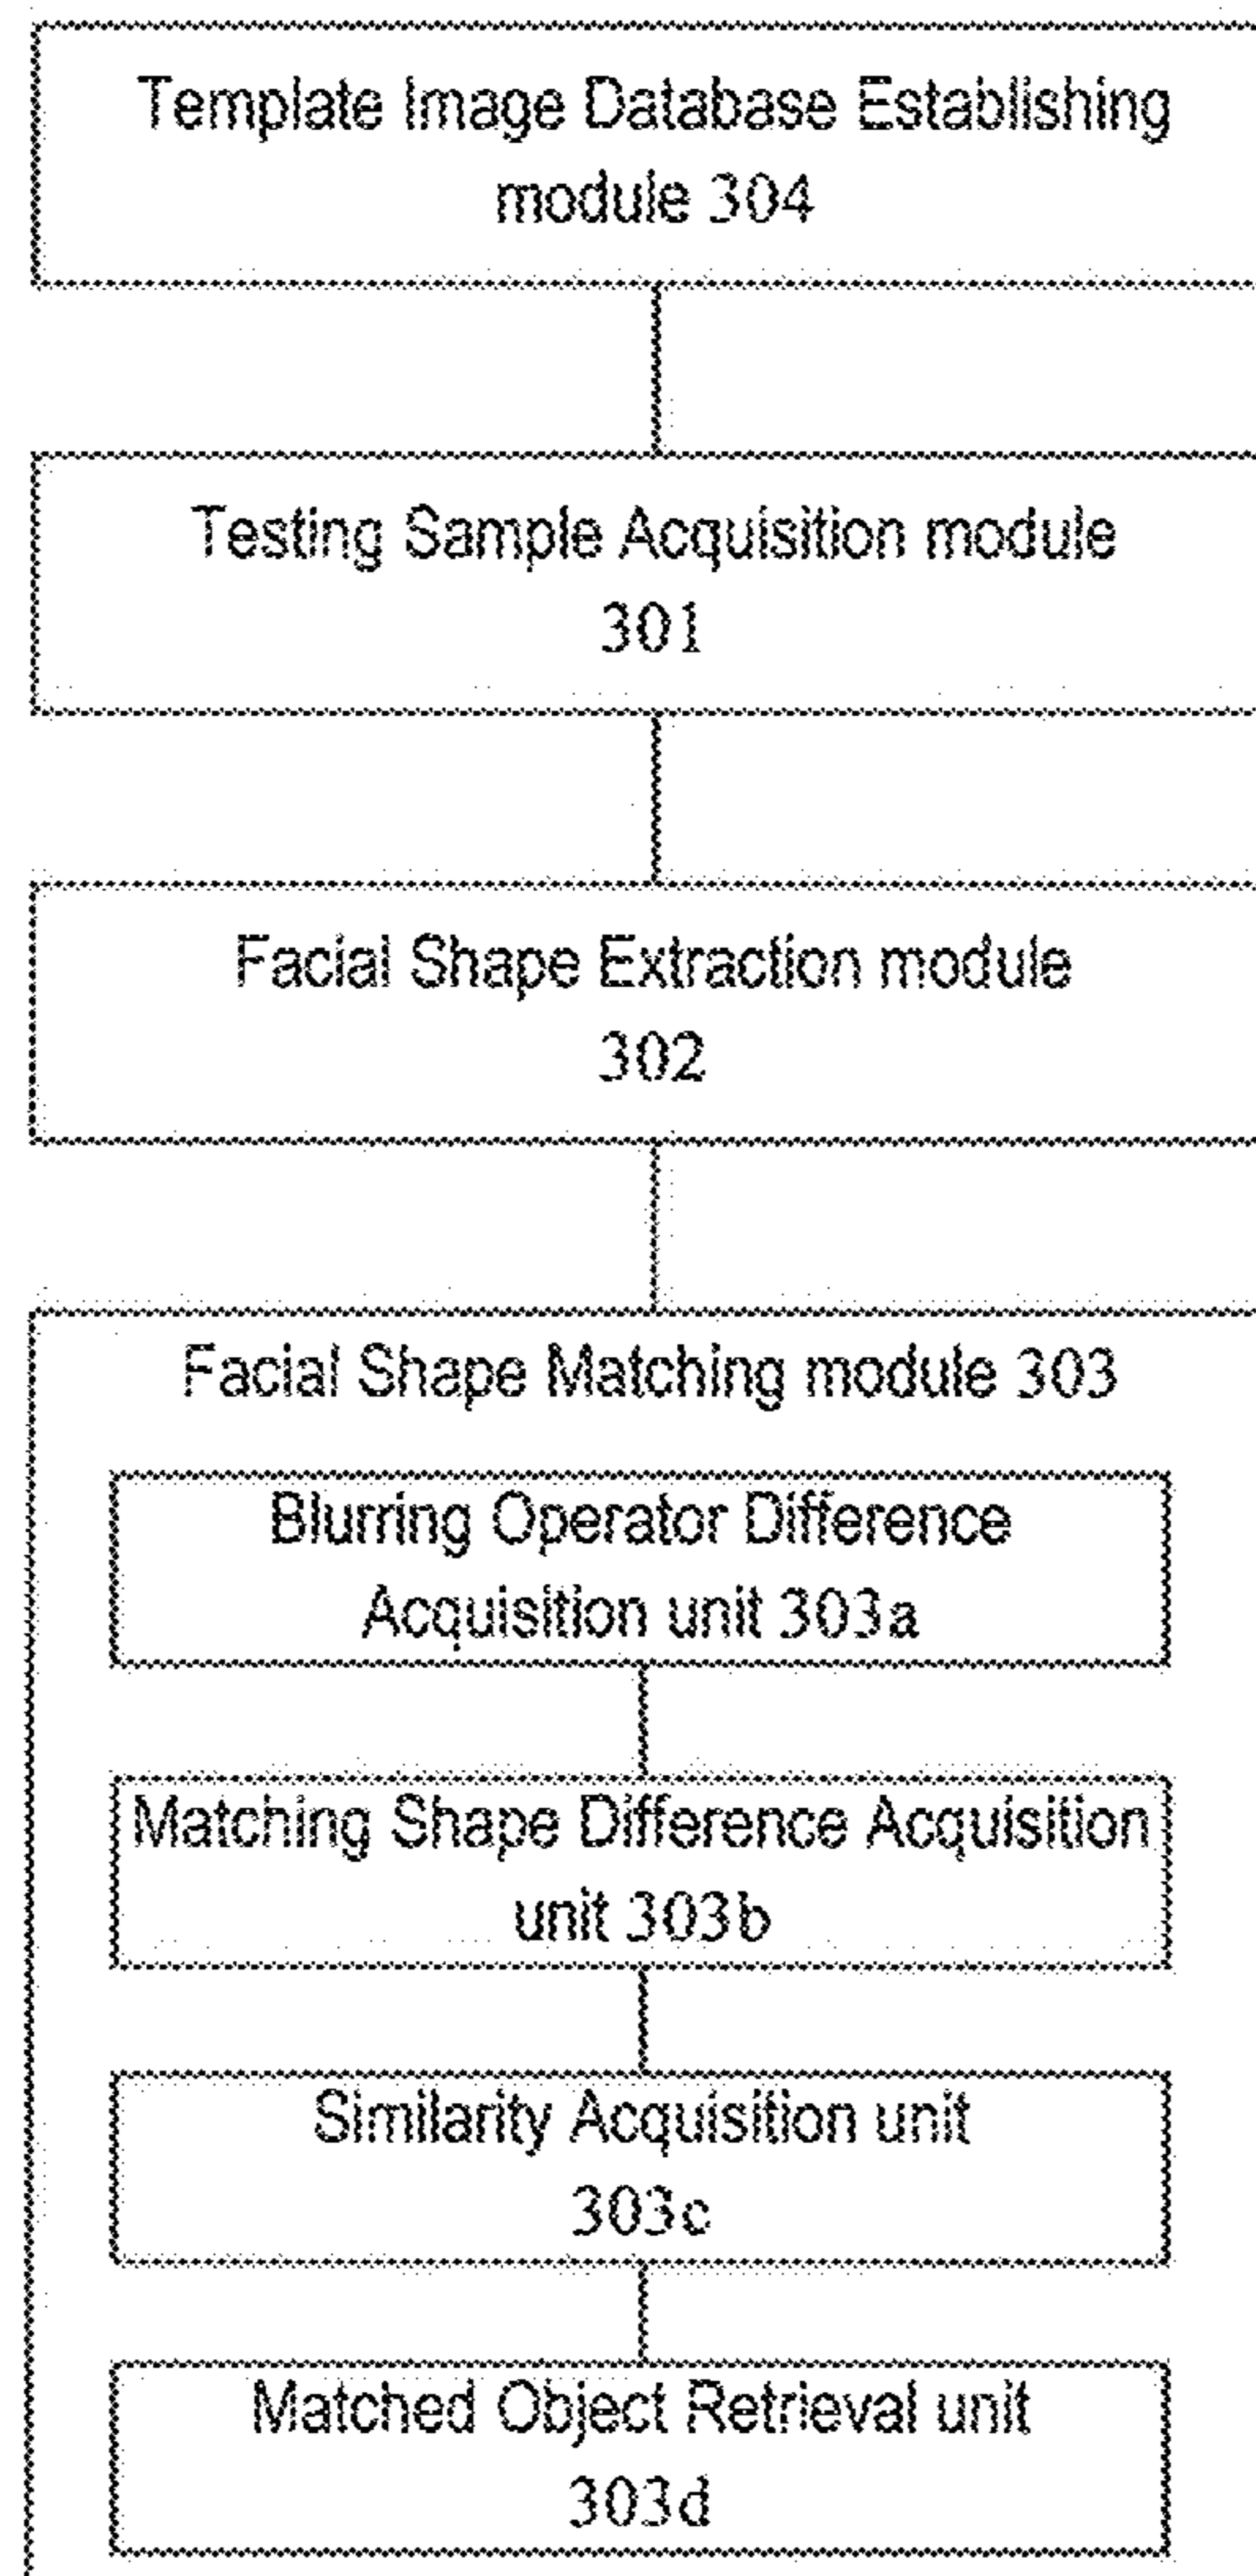 Template Image Database Establishing
module 304
Testing Sample Acquisition module
301
Facial Shape Extraction module
302
Facial Shape Matching module 303
Blurring Operator Difference
Acquisition unit 303a
Matching Shape Difference Acquisition
unit 303b
Similarity Acquisition unit
303c
Matched Object Retrieval unit
303d